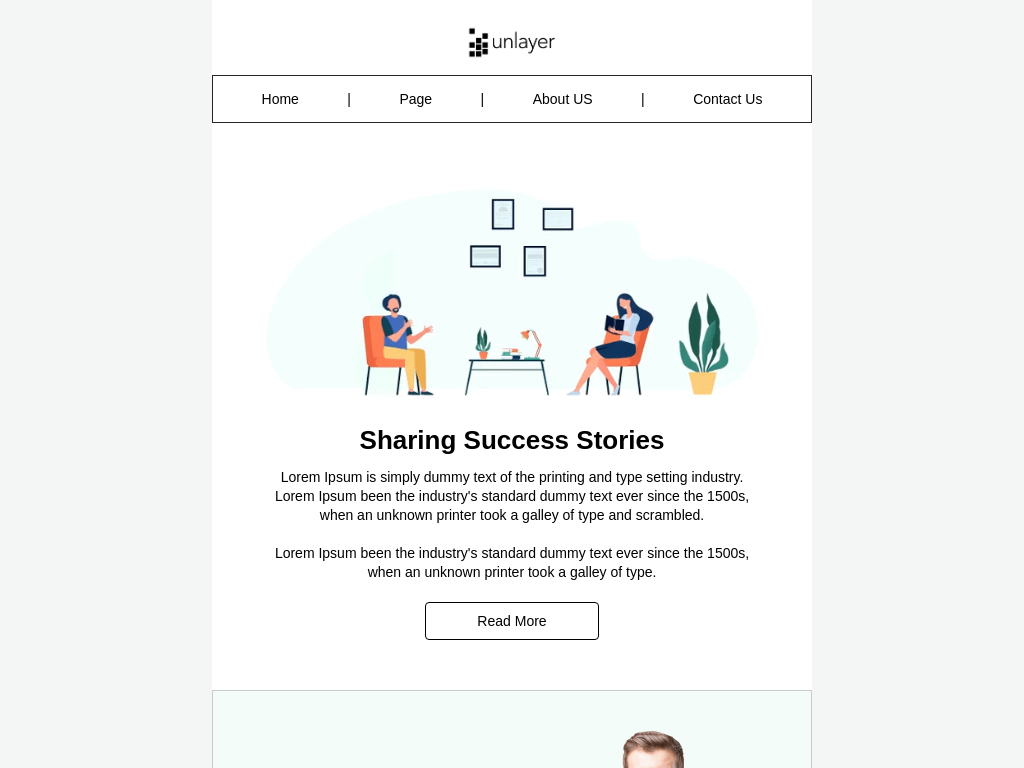 unlayer
Home | Page | About US | Contact Us
Sharing Success Stories
Lorem Ipsum is simply dummy text of the printing and type setting industry.
Lorem Ipsum been the industry's standard dummy text ever since the 1500s,
when an unknown printer took a galley of type and scrambled.
Lorem Ipsum been the industry's standard dummy text ever since the 1500s,
when an unknown printer took a galley of type.
Read More